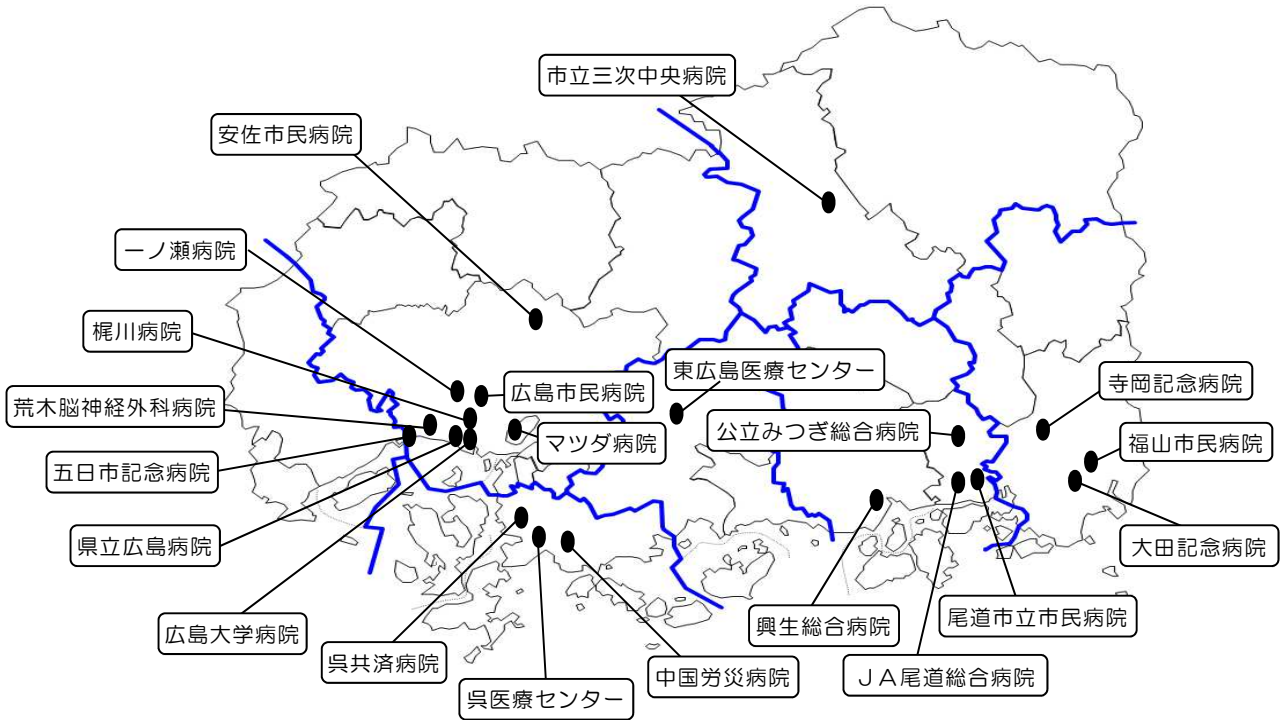 市立三次中央病院
安佐市民病院
一ノ瀬病院
梶川病院
広島市民病院
東広島医療センター
寺岡記念病院
荒木脳神経外科病院
マツダ病院
公立みつぎ総合病院
福山市民病院
五日市記念病院
県立広島病院
大田記念病院
広島大学病院
興生総合病院
尾道市立市民病院
呉共済病院
中国労災病院
JA尾道総合病院
呉医療センター